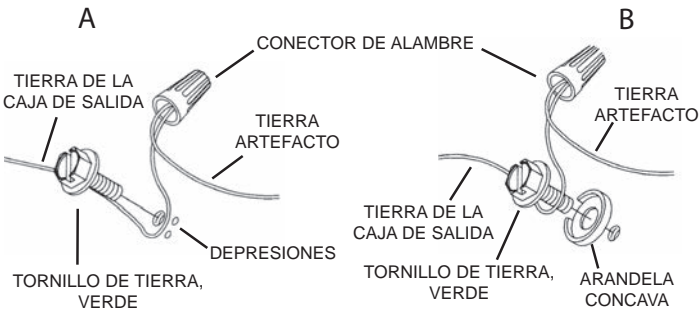 A
B
CONECTOR DE ALAMBRE
TIERRA DE LA
CAJA DE SALIDA
TIERRA
ARTEFACTO
DEPRESIONES
TORNILLO DE TIERRA,
VERDE
TIERRA
ARTEFACTO
TIERRA DE LA
CAJA DE SALIDA
TORNILLO DE TIERRA,
VERDE
ARANDELA
CONCAVA